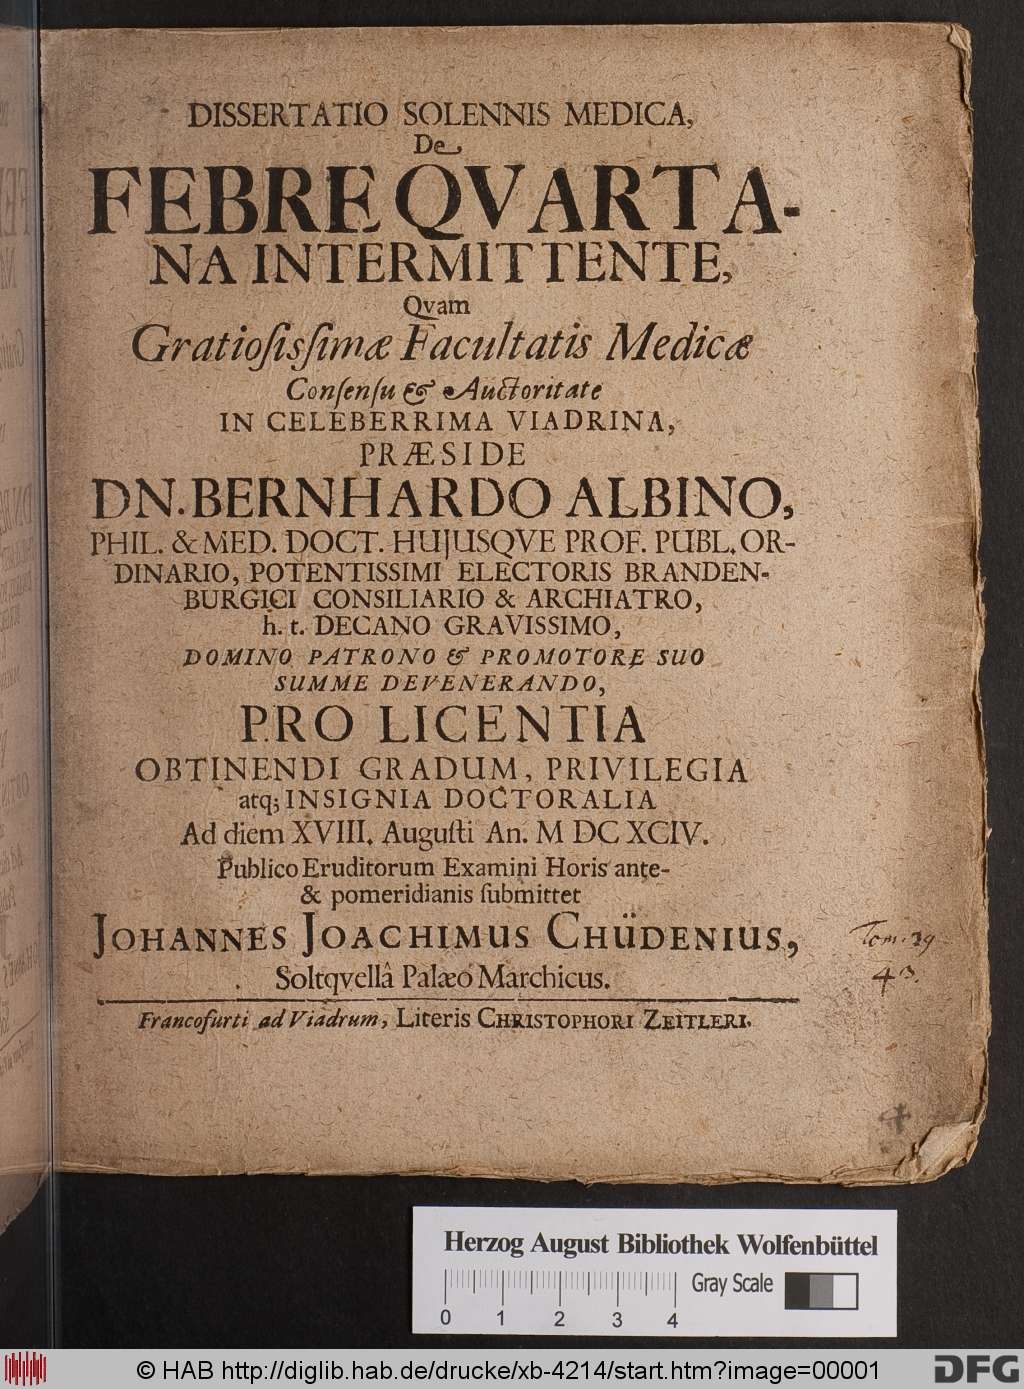 DISSERTATIO SOLENNIS MEDICA,
De
FEBRE QVARTA-
NA INTERMITTENTE,
Qvam
Gratiosissimæ Facultatis Medicæ
Consensu & Auctoritate
IN CELEBERRIMA VIADRINA,
PRÆSIDE
DN. BERNHARDO ALBINO,
PHIL. & MED. DOCT. HUJUSQVE PROF. PUBL. OR-
DINARIO, POTENTISSIMI ELECTORIS BRANDEN-
BURGICI CONSILIARIO & ARCHIATRO,
h. t. DECANO GRAVISSIMO,
DOMINO PATRONO & PROMOTORE SUO
SUMME DEVENERANDO,
PRO LICENTIA
OBTINENDI GRADUM, PRIVILEGIA
atq; INSIGNIA DOCTORALIA
Ad diem XVIII. Augusti An. M DC XCIV.
Publico Eruditorum Examini Horis ante-
& pomeridianis submittet
JOHANNES JOACHIMUS CHÜDENIUS,
Soltqvellâ Palæo Marchicus.
Francofurti ad Viadrum, Literis CHRISTOPHORI ZEITLERI.
Tom. 29
Herzog August Bibliothek Wolfenbüttel
Gray Scale
0 1 2 3 4
© HAB http://diglib.hab.de/drucke/xb-4214/start.htm?image=00001
DFG